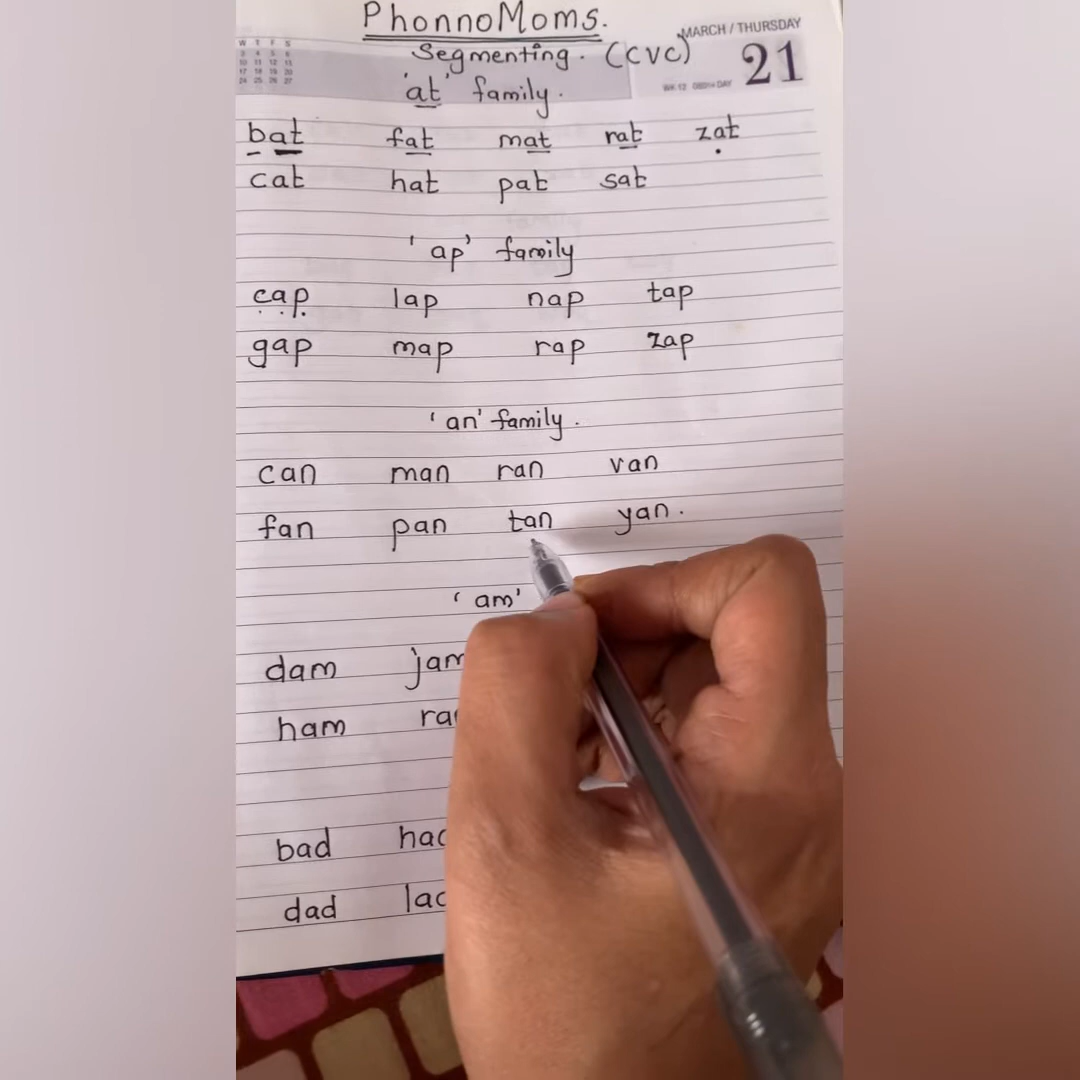 PhonnoMoms.
MARCH / THURSDAY
Segmenting. (CVC)
21
'at' family.
bat fat mat rat zat
cat hat pat sat
'ap' family
cap lap nap tap
gap map rap zap
'an' family.
can man ran van
fan pan tan yan.
'am'
dam jam
ham
bad
dad